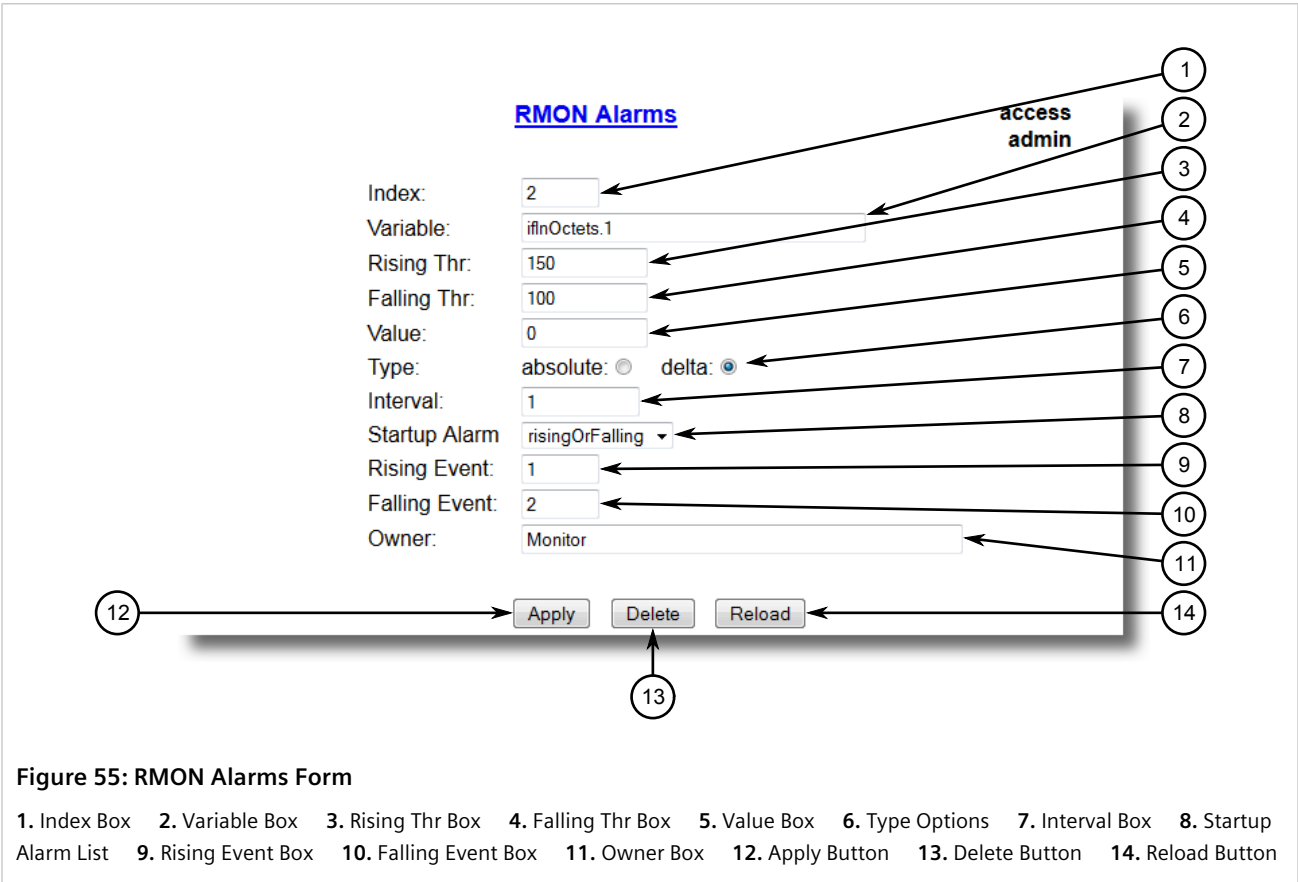 1
RMON Alarms
access
admin
2
3
Index: 2
4
Variable: ifInOctets.1
5
Rising Thr: 150
Falling Thr: 100
6
Value: 0
7
Type: absolute: delta:
Interval: 1
8
Startup Alarm risingOrFalling
9
Rising Event: 1
10
Falling Event: 2
Owner: Monitor
11
12
Apply Delete Reload
14
13
Figure 55: RMON Alarms Form
1. Index Box 2. Variable Box 3. Rising Thr Box 4. Falling Thr Box 5. Value Box 6. Type Options 7. Interval Box 8. Startup
Alarm List 9. Rising Event Box 10. Falling Event Box 11. Owner Box 12. Apply Button 13. Delete Button 14. Reload Button